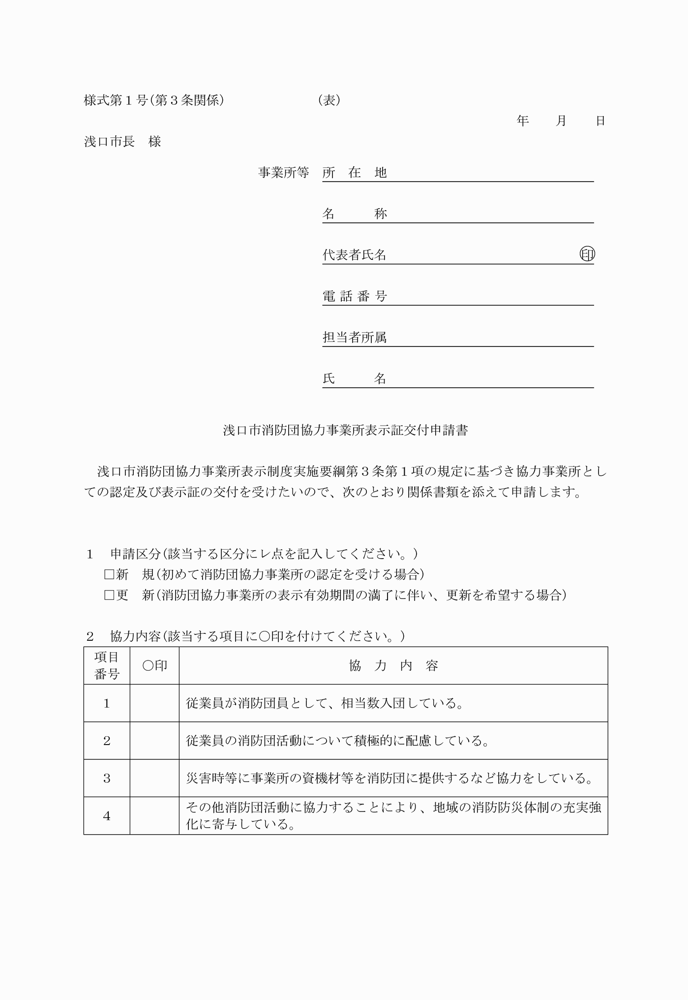 様式第１号(第３条関係)　　　　　　　(表)
年　　月　　日
浅口市長　様
事業所等　所　在　地
名　　　称
代表者氏名　㊞
電話番号
担当者所属
氏　　　名
浅口市消防団協力事業所表示証交付申請書
　浅口市消防団協力事業所表示制度実施要綱第３条第１項の規定に基づき協力事業所とし
ての認定及び表示証の交付を受けたいので、次のとおり関係書類を添えて申請します。
１　申請区分(該当する区分にレ点を記入してください。)
□新　規(初めて消防団協力事業所の認定を受ける場合)
□更　新(消防団協力事業所の表示有効期間の満了に伴い、更新を希望する場合)
２　協力内容(該当する項目に○印を付けてください。)
項目
番号
○印
協　力　内　容
１
従業員が消防団員として、相当数入団している。
２
従業員の消防団活動について積極的に配慮している。
３
災害時等に事業所の資機材等を消防団に提供するなど協力をしている。
４
その他消防団活動に協力することにより、地域の消防防災体制の充実強
化に寄与している。